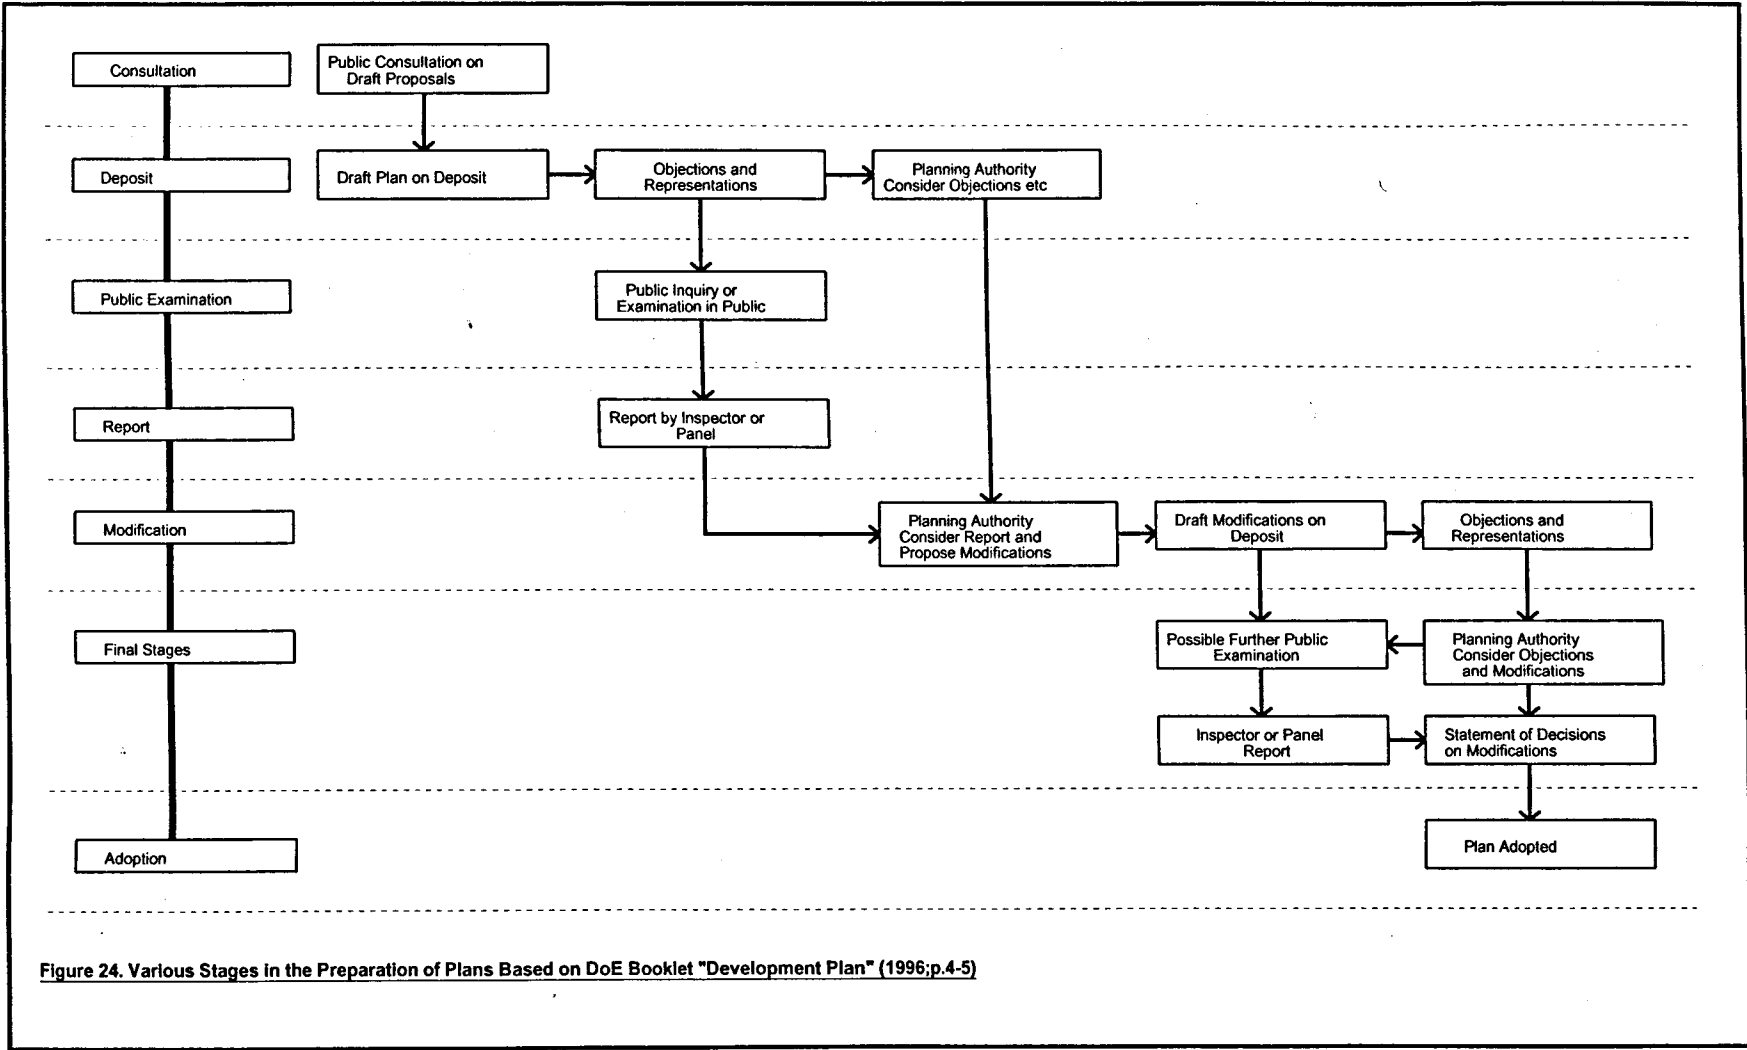 Consultation
Public Consultation on
Draft Proposals
Deposit
Draft Plan on Deposit
Objections and
Representations
Planning Authority
Consider Objections etc
Public Examination
Public Inquiry or
Examination in Public
Report
Report by Inspector or
Panel
Modification
Planning Authority
Consider Report and
Propose Modifications
Draft Modifications on
Deposit
Objections and
Representations
Final Stages
Possible Further Public
Examination
Planning Authority
Consider Objections
and Modifications
Inspector or Panel
Report
Statement of Decisions
on Modifications
Adoption
Plan Adopted
Figure 24. Various Stages in the Preparation of Plans Based on DoE Booklet "Development Plan" (1996;p.4-5)